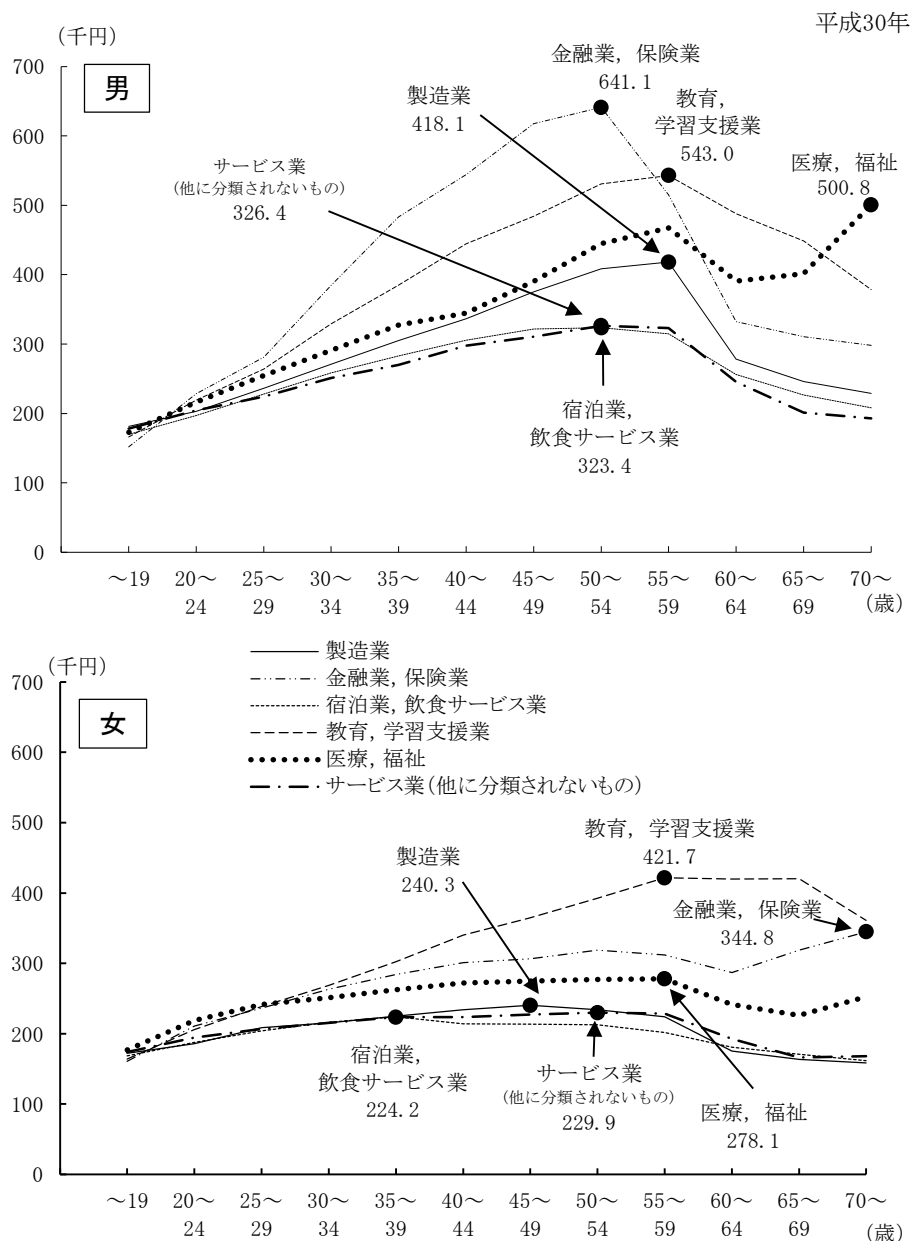 平成30年
(千円)
男
700
600
500
400
300
200
100
0
金融業, 保険業
641.1
製造業
418.1
教育,
学習支援業
543.0
医療, 福祉
500.8
サービス業
(他に分類されないもの)
326.4
宿泊業,
飲食サービス業
323.4
～19 20～ 25～ 30～ 35～ 40～ 45～ 50～ 55～ 60～ 65～ 70～
24 29 34 39 44 49 54 59 64 69 (歳)
(千円)
女
製造業
金融業, 保険業
宿泊業, 飲食サービス業
教育, 学習支援業
医療, 福祉
サービス業(他に分類されないもの)
700
600
500
400
300
200
100
0
教育, 学習支援業
421.7
製造業
240.3
金融業, 保険業
344.8
宿泊業,
飲食サービス業
224.2
サービス業
(他に分類されないもの)
229.9
医療, 福祉
278.1
～19 20～ 25～ 30～ 35～ 40～ 45～ 50～ 55～ 60～ 65～ 70～
24 29 34 39 44 49 54 59 64 69 (歳)